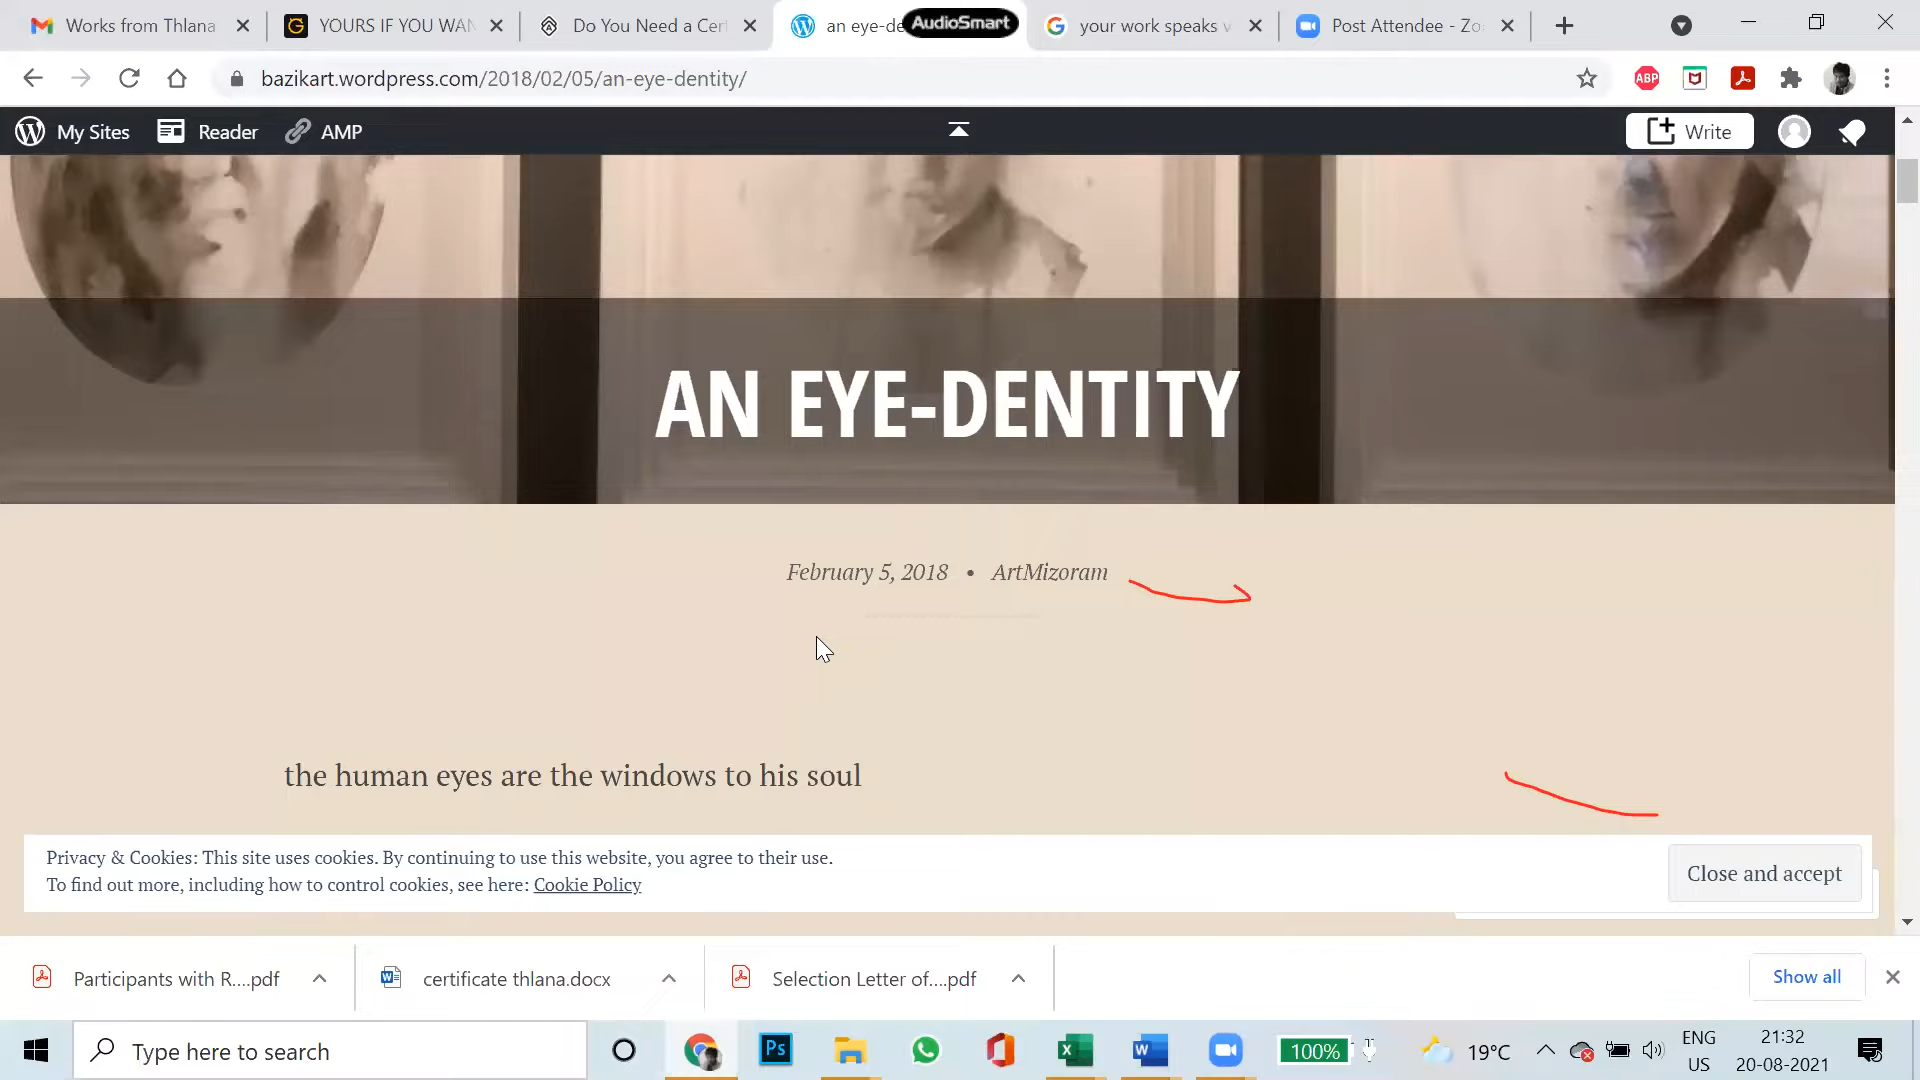 Works from Thlana
YOURS IF YOU WAN
Do You Need a Cert
an eye-de
AudioSmart
your work speaks v
Post Attendee - Zo
bazikart.wordpress.com/2018/02/05/an-eye-dentity/
ABP
My Sites
Reader
AMP
Write
AN EYE-DENTITY
February 5, 2018 • ArtMizoram
the human eyes are the windows to his soul
Privacy & Cookies: This site uses cookies. By continuing to use this website, you agree to their use.
To find out more, including how to control cookies, see here: Cookie Policy
Close and accept
Participants with R....pdf
certificate thlana.docx
Selection Letter of....pdf
Show all
Type here to search
Ps
100%
19°C
ENG
US
21:32
20-08-2021